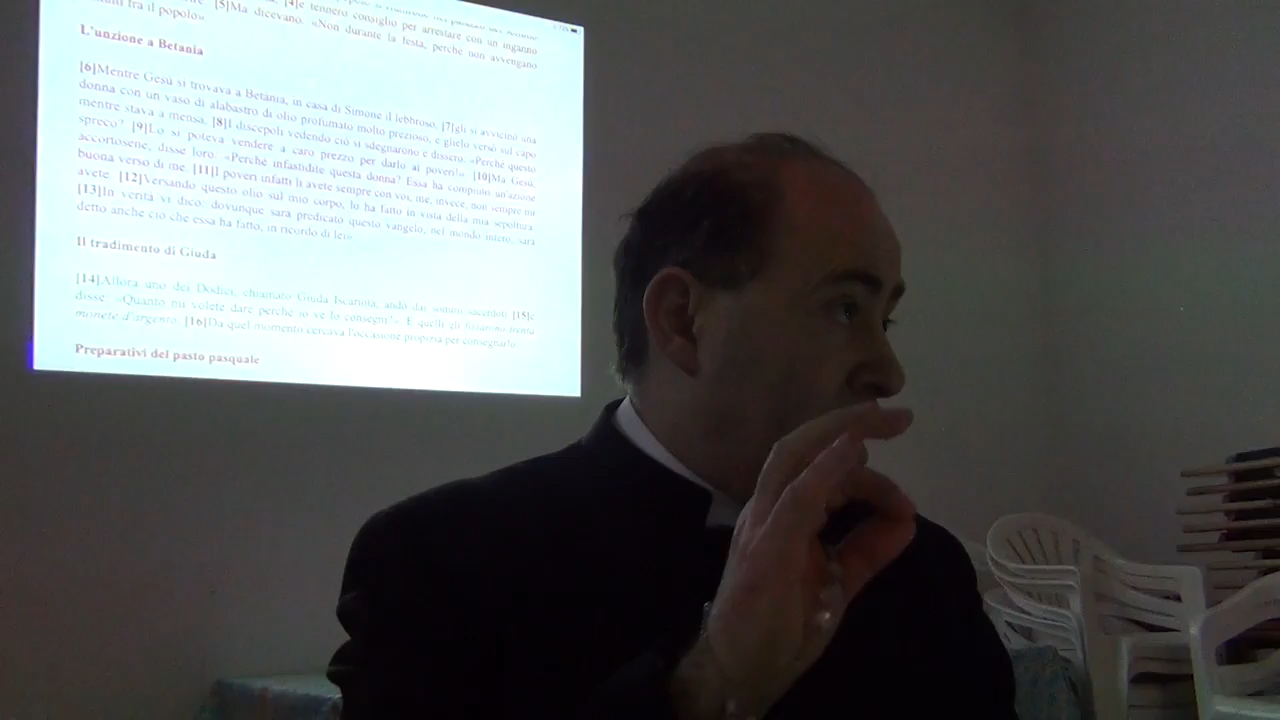 [4]e tennero consiglio per arrestare con un inganno
[5]Ma dicevano: «Non durante la festa, perché non avvengano
fra il popolo»
L'unzione a Betania
[6]Mentre Gesù si trovava a Betània, in casa di Simone il lebbroso, [7]gli si avvicinò una
donna con un vaso di alabastro di olio profumato molto prezioso, e glielo versò sul capo
mentre stava a mensa. [8]I discepoli vedendo ciò si sdegnarono e dissero: «Perché questo
spreco? [9]Lo si poteva vendere a caro prezzo per darlo ai poveri!». [10]Ma Gesù,
accortosene, disse loro: «Perché infastidite questa donna? Essa ha compiuto un'azione
buona verso di me. [11]I poveri infatti li avete sempre con voi, me, invece, non sempre mi
avete. [12]Versando questo olio sul mio corpo, lo ha fatto in vista della mia sepoltura.
[13]In verità vi dico: dovunque sarà predicato questo vangelo, nel mondo intero, sarà
detto anche ciò che essa ha fatto, in ricordo di lei»
Il tradimento di Giuda
[14]Allora uno dei Dodici, chiamato Giuda Iscariota, andò dai sommi sacerdoti [15]e
disse: «Quanto mi volete dare perché io ve lo consegni?». E quelli gli fissarono trenta
monete d'argento. [16]Da quel momento cercava l'occasione propizia per consegnarlo.
Preparativi del pasto pasquale